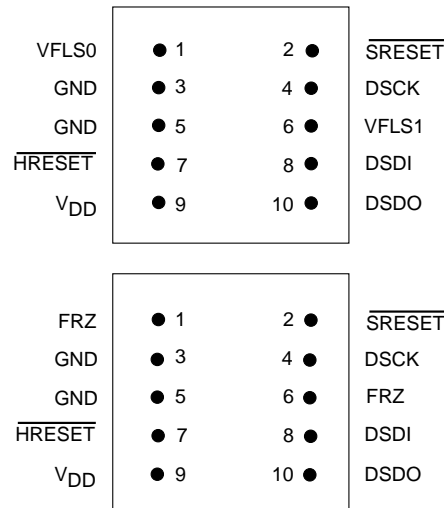 VFLS0 1 2 SRESET
GND 3 4 DSCK
GND 5 6 VFLS1
HRESET 7 8 DSDI
VDD 9 10 DSDO
FRZ 1 2 SRESET
GND 3 4 DSCK
GND 5 6 FRZ
HRESET 7 8 DSDI
VDD 9 10 DSDO